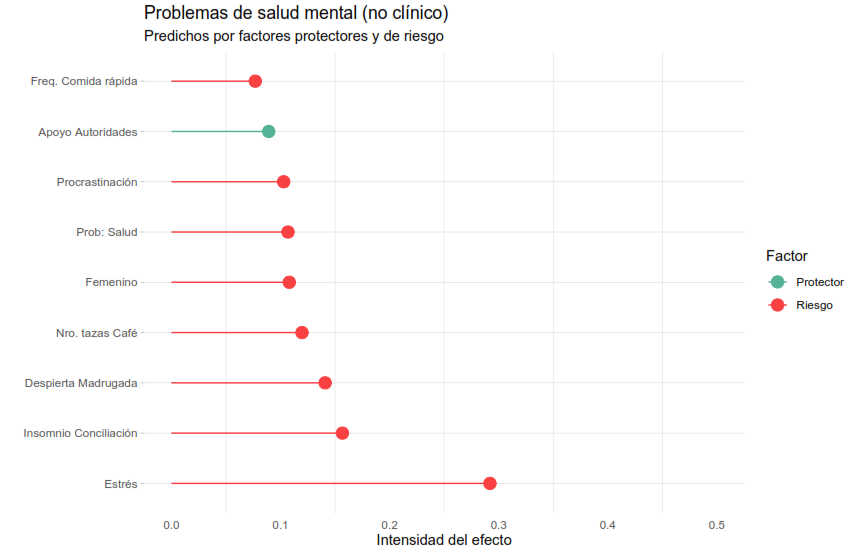 Problemas de salud mental (no clínico)
Predichos por factores protectores y de riesgo
Freq. Comida rápida
Apoyo Autoridades
Procrastinación
Prob: Salud
Femenino
Nro. tazas Café
Despierta Madrugada
Insomnio Conciliación
Estrés
0.0 0.1 0.2 0.3 0.4 0.5
Intensidad del efecto
Factor
Protector
Riesgo